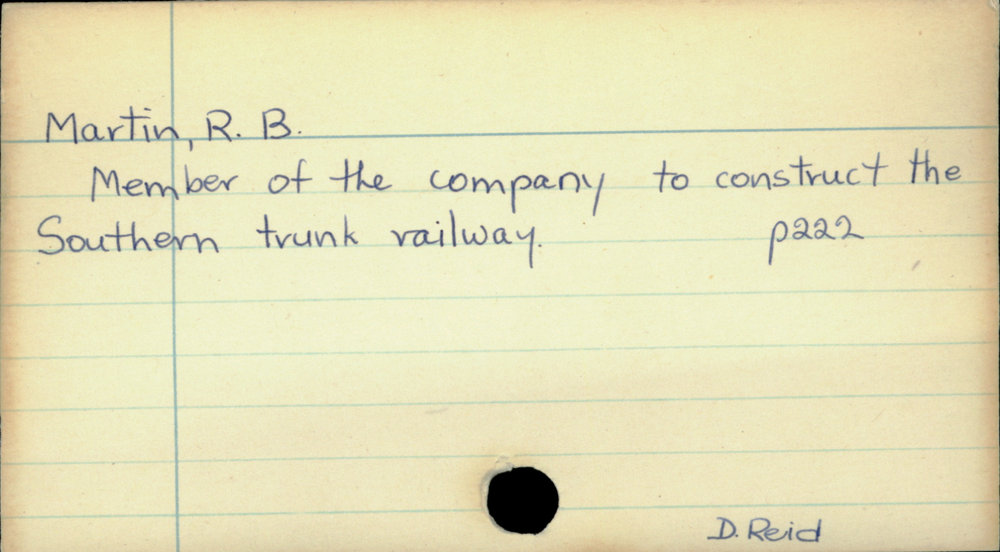 Martin, R. B.
Member of the company to construct the
Southern trunk railway. p222
D. Reid